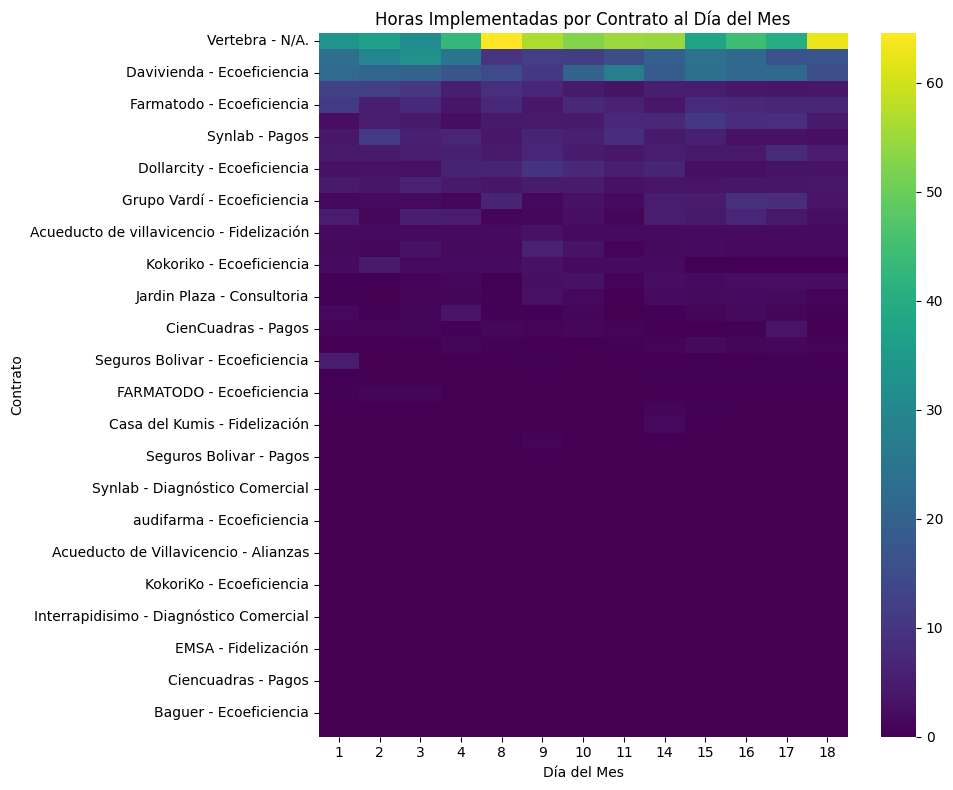 Horas Implementadas por Contrato al Día del Mes
Contrato
Vertebra - N/A.
Davivienda - Ecoeficiencia
Farmatodo - Ecoeficiencia
Synlab - Pagos
Dollarcity - Ecoeficiencia
Grupo Vardí - Ecoeficiencia
Acueducto de villavicencio - Fidelización
Kokoriko - Ecoeficiencia
Jardin Plaza - Consultoria
CienCuadras - Pagos
Seguros Bolivar - Ecoeficiencia
FARMATODO - Ecoeficiencia
Casa del Kumis - Fidelización
Seguros Bolivar - Pagos
Synlab - Diagnóstico Comercial
audifarma - Ecoeficiencia
Acueducto de Villavicencio - Alianzas
KokoriKo - Ecoeficiencia
Interrapidisimo - Diagnóstico Comercial
EMSA - Fidelización
Ciencuadras - Pagos
Baguer - Ecoeficiencia
1 2 3 4 8 9 10 11 14 15 16 17 18
Día del Mes
60
50
40
30
20
10
0